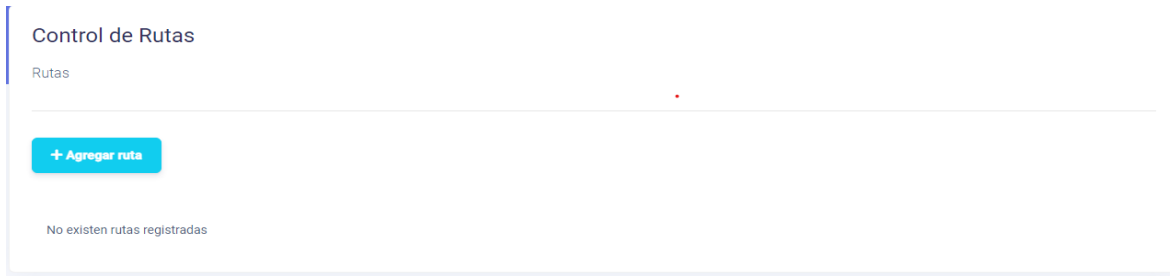 Control de Rutas
Rutas
+ Agregar ruta
No existen rutas registradas